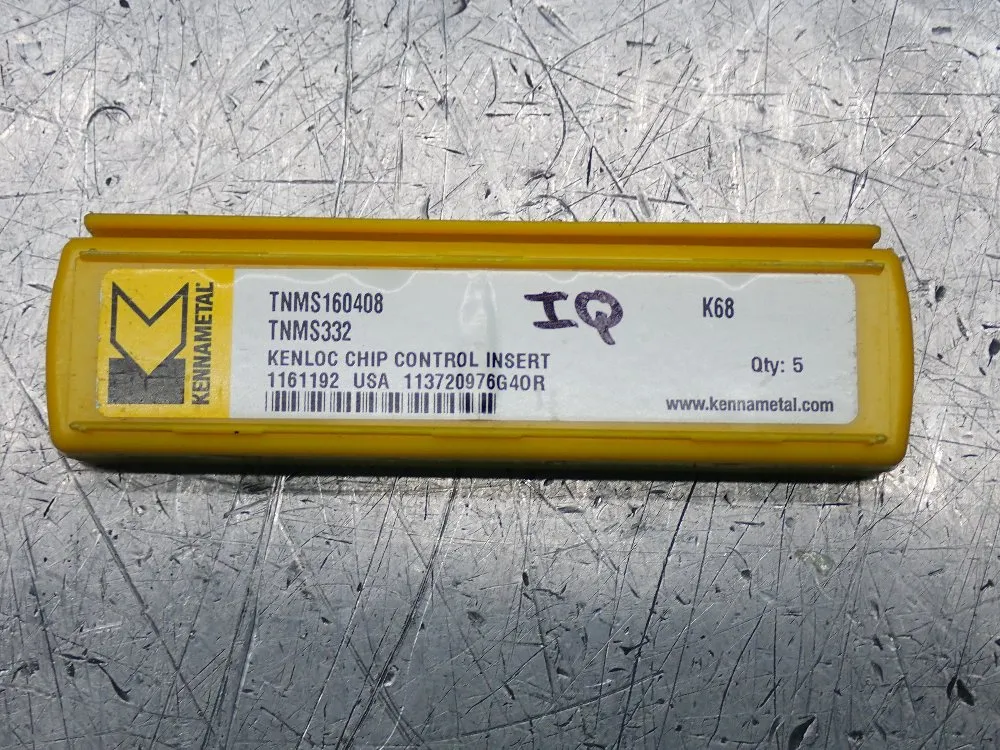 KENNAMETAL
TNMS160408
TNMS332
KENLOC CHIP CONTROL INSERT
1161192 USA 113720976G40R
IQ
K68
Qty: 5
www.kennametal.com